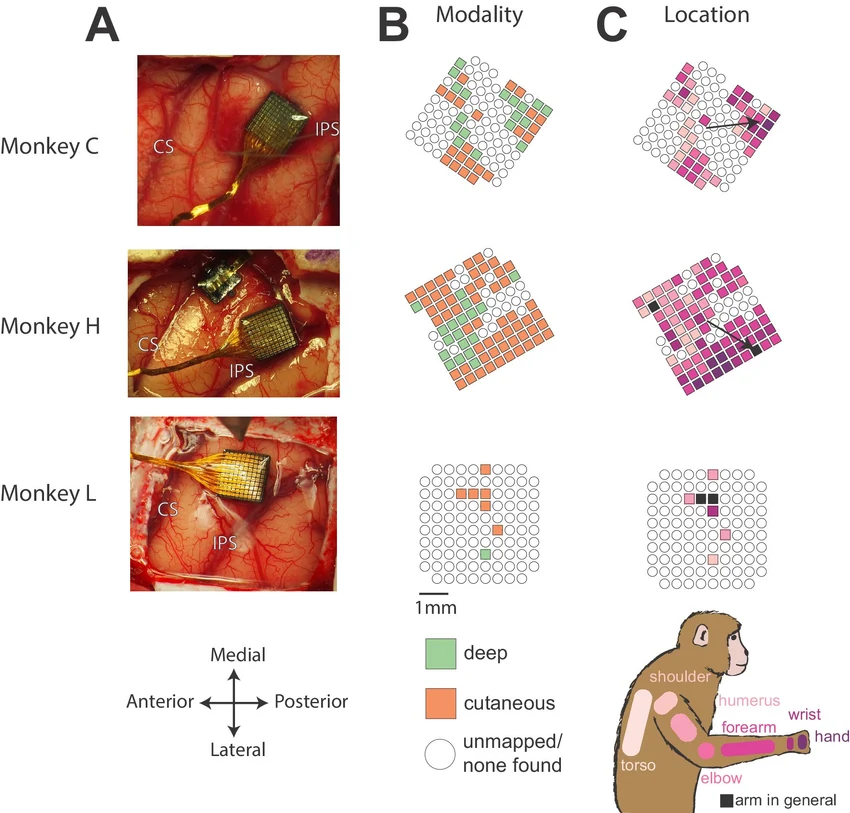 A
B
Modality
C
Location
Monkey C
CS
IPS
Monkey H
CS
IPS
Monkey L
CS
IPS
1mm
Medial
Anterior
Posterior
Lateral
deep
cutaneous
unmapped/
none found
shoulder
humerus
wrist
forearm
hand
torso
elbow
arm in general